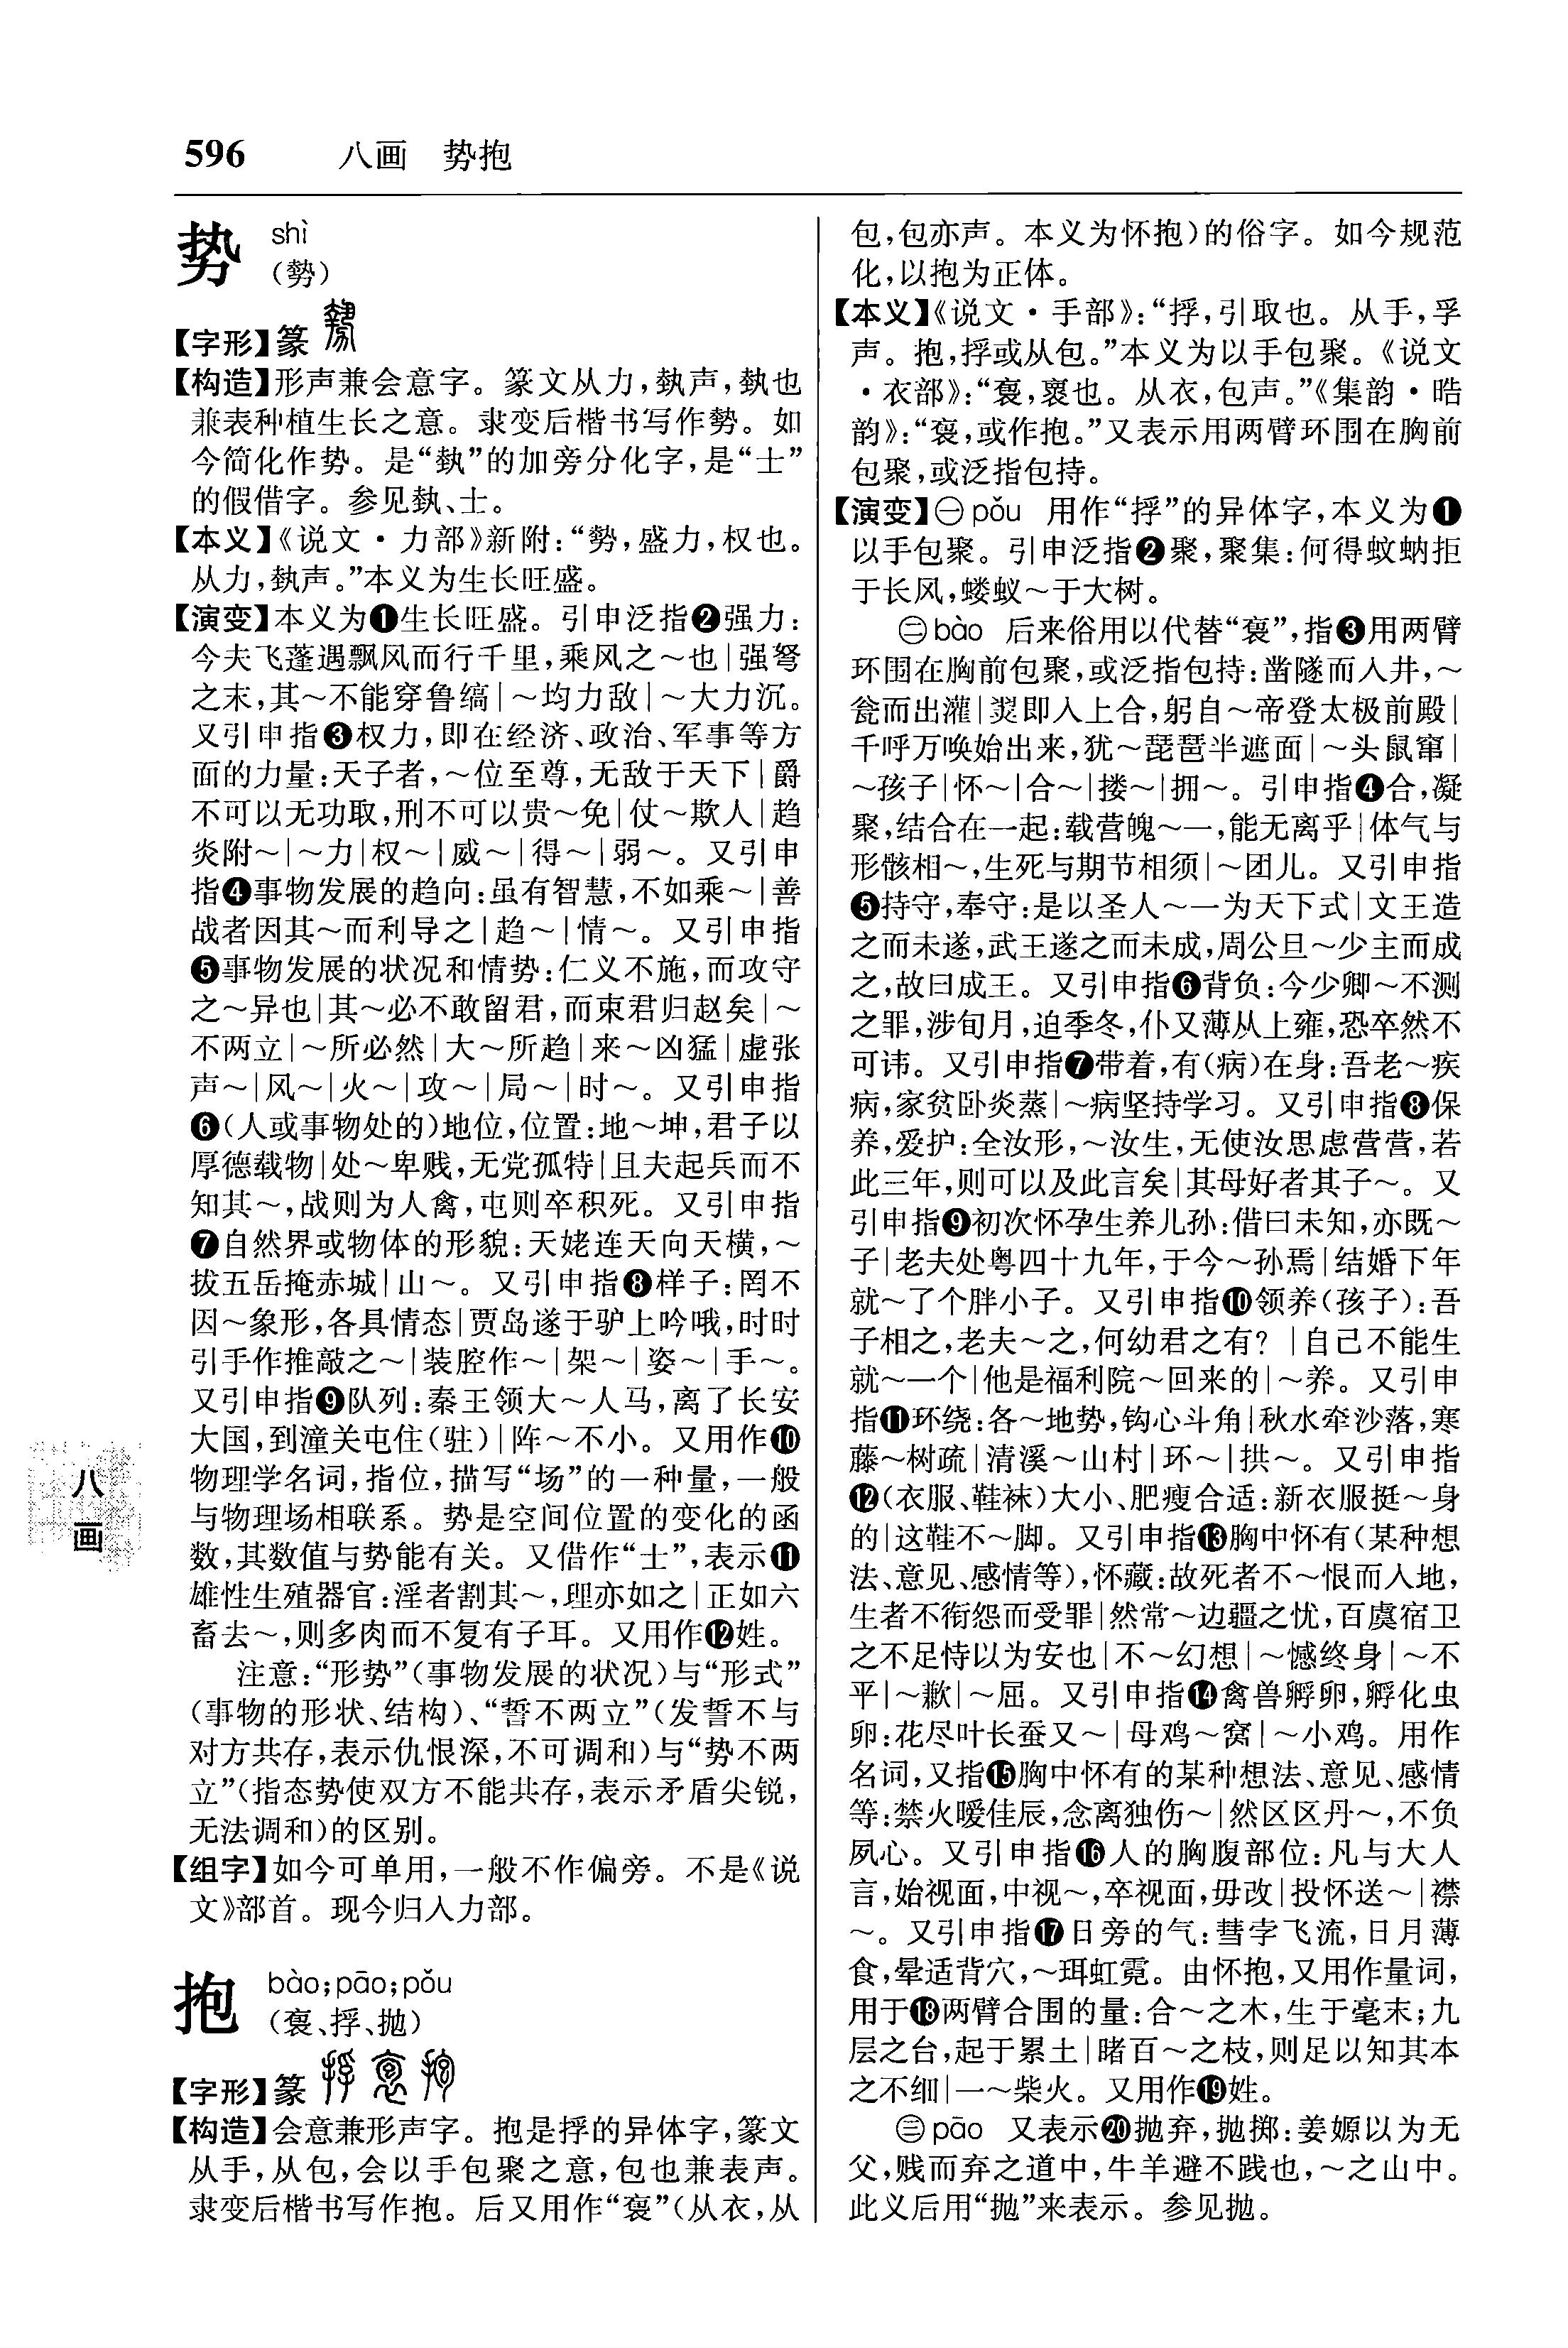 596 八画 势抱
势 shì
（勢）
【字形】篆
【构造】形声兼会意字。篆文从力，埶声，埶也
兼表种植生长之意。隶变后楷书写作勢。如
今简化作势。是“埶”的加旁分化字，是“士”
的假借字。参见埶、士。
【本义】《说文·力部》新附：“勢，盛力，权也。
从力，埶声。”本义为生长旺盛。
【演变】本义为❶生长旺盛。引申泛指❷强力：
今夫飞蓬遇飘风而行千里，乘风之～也|强弩
之末，其～不能穿鲁缟|～均力敌|～大力沉。
又引申指❸权力，即在经济、政治、军事等方
面的力量：天子者，～位至尊，无敌于天下|爵
不可以无功取，刑不可以贵～免|仗～欺人|趋
炎附～|～力|权～|威～|得～|弱～。又引申
指❹事物发展的趋向：虽有智慧，不如乘～|善
战者因其～而利导之|趋～|情～。又引申指
❺事物发展的状况和情势：仁义不施，而攻守
之～异也|其～必不敢留君，而束君归赵矣|～
不两立|～所必然|大～所趋|来～凶猛|虚张
声～|风～|火～|攻～|局～|时～。又引申指
❻（人或事物处的）地位，位置：地～坤，君子以
厚德载物|处～卑贱，无党孤特|且夫起兵而不
知其～，战则为人禽，屯则卒积死。又引申指
❼自然界或物体的形貌：天姥连天向天横，～
拔五岳掩赤城|山～。又引申指❽样子：罔不
因～象形，各具情态|贾岛遂于驴上吟哦，时时
引手作推敲之～|装腔作～|架～|姿～|手～。
又引申指❾队列：秦王领大～人马，离了长安
大国，到潼关屯住（驻）|阵～不小。又用作❿
物理学名词，指位，描写“场”的一种量，一般
与物理场相联系。势是空间位置的变化的函
数，其数值与势能有关。又借作“士”，表示⓫
雄性生殖器官：淫者割其～，理亦如之|正如六
畜去～，则多肉而不复有子耳。又用作⓬姓。
注意：“形势”（事物发展的状况）与“形式”
（事物的形状、结构）、“誓不两立”（发誓不与
对方共存，表示仇恨深，不可调和）与“势不两
立”（指态势使双方不能共存，表示矛盾尖锐，
无法调和）的区别。
【组字】如今可单用，一般不作偏旁。不是《说
文》部首。现今归入力部。
抱 bào；pāo；pǒu
（袌、捊、抛）
【字形】篆
【构造】会意兼形声字。抱是捊的异体字，篆文
从手，从包，会以手包聚之意，包也兼表声。
隶变后楷书写作抱。后又用作“袌”（从衣，从
包，包亦声。本义为怀抱）的俗字。如今规范
化，以抱为正体。
【本义】《说文·手部》：“捊，引取也。从手，孚
声。抱，捊或从包。”本义为以手包聚。《说文
·衣部》：“袌，褱也。从衣，包声。”《集韵·晧
韵》：“袌，或作抱。”又表示用两臂环围在胸前
包聚，或泛指包持。
【演变】㊀pǒu 用作“捊”的异体字，本义为❶
以手包聚。引申泛指❷聚，聚集：何得蚊蚋拒
于长风，蝼蚁～于大树。
㊁bào 后来俗用以代替“袌”，指❸用两臂
环围在胸前包聚，或泛指包持：凿隧而入井，～
瓮而出灌|奜即入上合，躬自～帝登太极前殿|
千呼万唤始出来，犹～琵琶半遮面|～头鼠窜|
～孩子|怀～|合～|搂～|拥～。引申指❹合，凝
聚，结合在一起：载营魄～一，能无离乎|体气与
形骸相～，生死与期节相须|～团儿。又引申指
❺持守，奉守：是以圣人～一为天下式|文王造
之而未遂，武王遂之而未成，周公旦～少主而成
之，故曰成王。又引申指❻背负：今少卿～不测
之罪，涉旬月，迫季冬，仆又薄从上雍，恐卒然不
可讳。又引申指❼带着，有（病）在身：吾老～疾
病，家贫卧炎蒸|～病坚持学习。又引申指❽保
养，爱护：全汝形，～汝生，无使汝思虑营营，若
此三年，则可以及此言矣|其母好者其子～。又
引申指❾初次怀孕生养儿孙：借曰未知，亦既～
子|老夫处粤四十九年，于今～孙焉|结婚下年
就～了个胖小子。又引申指❿领养（孩子）：吾
子相之，老夫～之，何幼君之有？|自己不能生
就～一个|他是福利院～回来的|～养。又引申
指⓫环绕：各～地势，钩心斗角|秋水牵沙落，寒
藤～树疏|清溪～山村|环～|拱～。又引申指
⓬（衣服、鞋袜）大小、肥瘦合适：新衣服挺～身
的|这鞋不～脚。又引申指⓭胸中怀有（某种想
法、意见、感情等），怀藏：故死者不～恨而入地，
生者不衔怨而受罪|然常～边疆之忧，百虞宿卫
之不足恃以为安也|不～幻想|～憾终身|～不
平|～歉|～屈。又引申指⓮禽兽孵卵，孵化虫
卵：花尽叶长蚕又～|母鸡～窝|～小鸡。用作
名词，又指⓯胸中怀有的某种想法、意见、感情
等：禁火暧佳辰，念离独伤～|然区区丹～，不负
夙心。又引申指⓰人的胸腹部位：凡与大人
言，始视面，中视～，卒视面，毋改|投怀送～|襟
～。又引申指⓱日旁的气：彗孛飞流，日月薄
食，晕适背穴，～珥虹霓。由怀抱，又用作量词，
用于⓲两臂合围的量：合～之木，生于毫末；九
层之台，起于累土|睹百～之枝，则足以知其本
之不细|一～柴火。又用作⓳姓。
㊂pāo 又表示⓴抛弃，抛掷：姜嫄以为无
父，贱而弃之道中，牛羊避不践也，～之山中。
此义后用“抛”来表示。参见抛。
八画